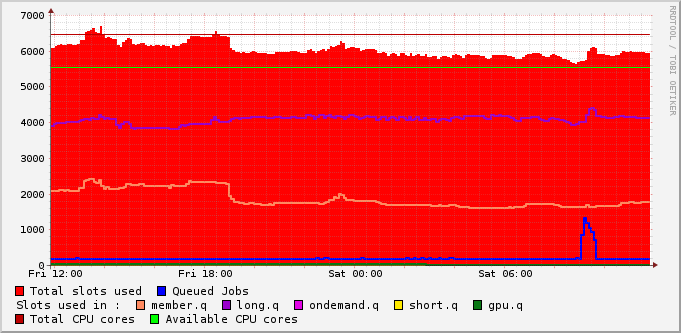 7000
6000
5000
4000
3000
2000
1000
0
Fri 12:00 Fri 18:00 Sat 00:00 Sat 06:00
Total slots used Queued Jobs
Slots used in : member.q long.q ondemand.q short.q gpu.q
Total CPU cores Available CPU cores
RRDTOOL / TOBI OETIKER